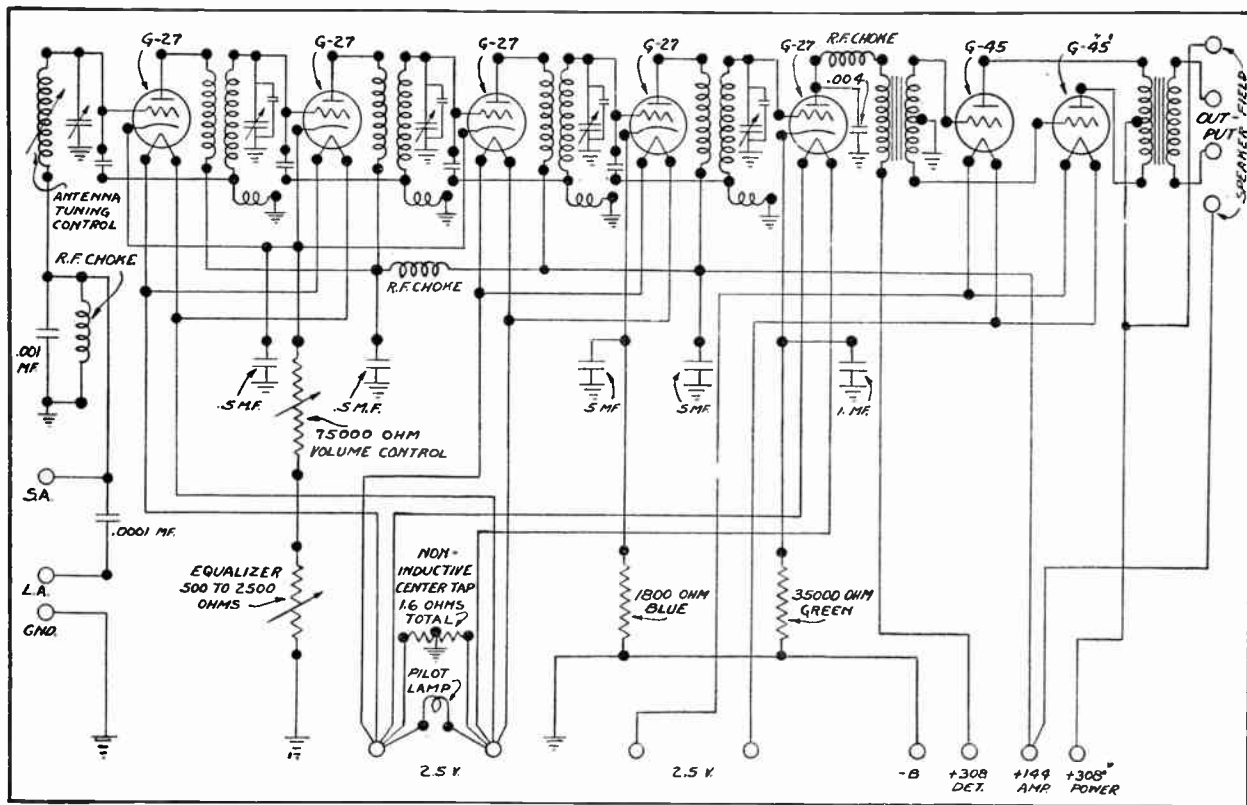 G-27
G-27
G-27
G-27
G-27
R.F. CHOKE
.004
G-45
G-45
SPEAKER FIELD
OUT-
PUT-
ANTENNA
TUNING
CONTROL
R.F. CHOKE
R.F. CHOKE
.001
MF.
.5 M.F.
.5 M.F.
.5 MF
.5 MF
1. MF.
75000 OHM
VOLUME CONTROL
S.A.
.0001 MF.
L.A.
GND.
EQUALIZER
500 TO 2500
OHMS
NON-
INDUCTIVE
CENTER TAP
1.6 OHMS
TOTAL
PILOT
LAMP
1800 OHM
BLUE
35000 OHM
GREEN
2.5 V.
2.5 V.
-B
+308
DET.
+144
AMP.
+308
POWER